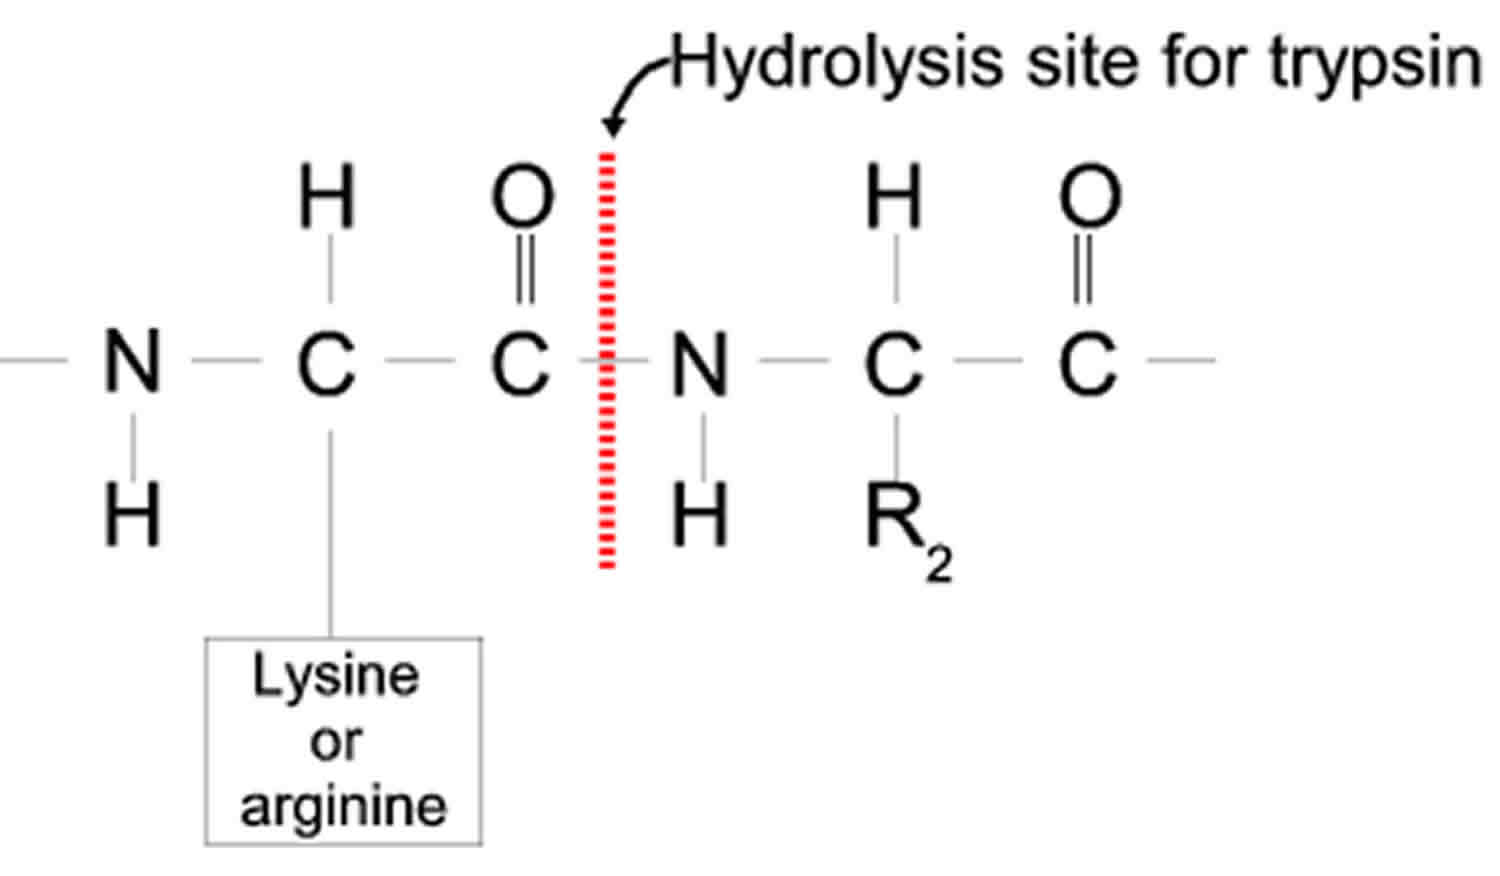 Hydrolysis site for trypsin
H O H O
N C C N C C
H H R2
Lysine
or
arginine